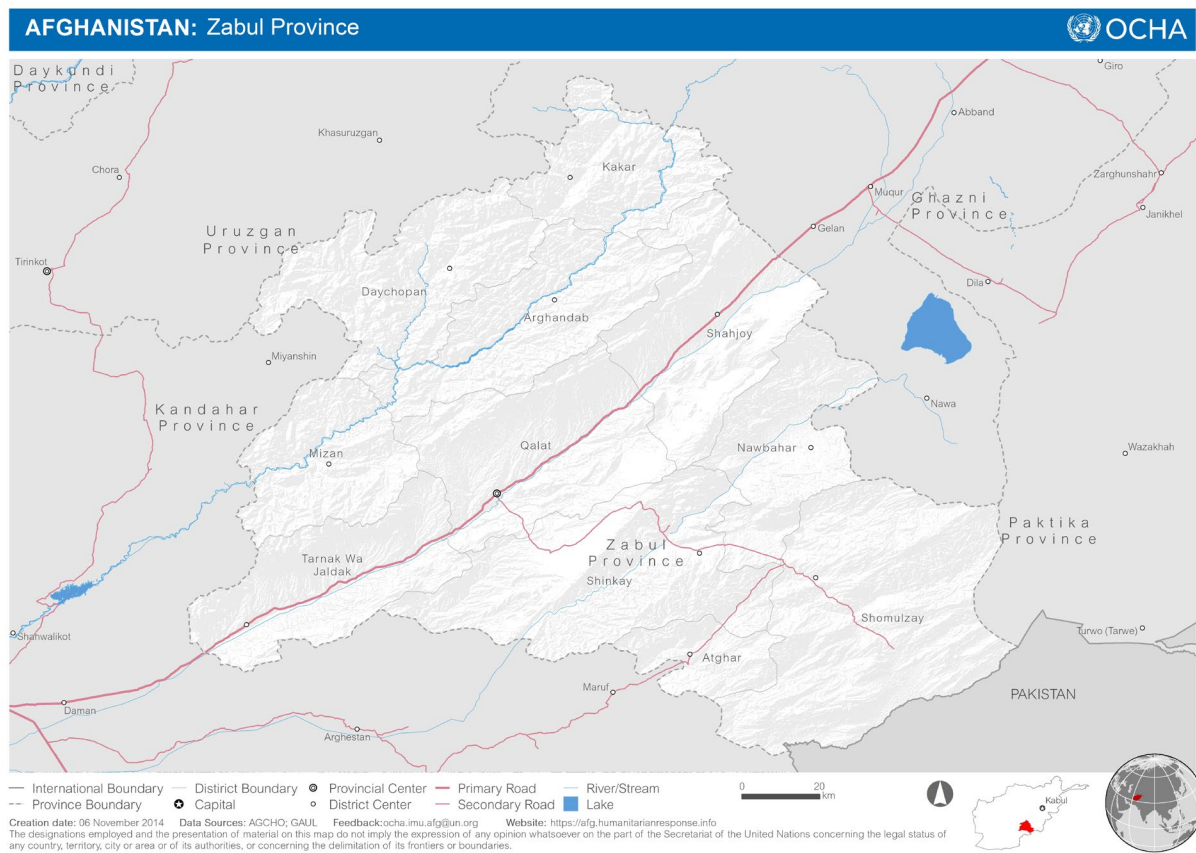 AFGHANISTAN: Zabul Province
OCHA
Daykundi
Province
Giro
Abband
Khasuruzgan
Kakar
Chora
Zarghunshahr
Muqur
Ghazni
Province
Janikhel
Uruzgan
Province
Gelan
Tirinkot
Dila
Daychopan
Arghandab
Shahjoy
Miyanshin
Kandahar
Province
Nawa
Qalat
Nawbahar
Wazakhah
Mizan
Paktika
Province
Zabul
Province
Tarnak Wa
Jaldak
Shinkay
Shomulzay
Shahwalikot
Turwo (Tarwe)
Atghar
Maruf
PAKISTAN
Daman
Arghestan
International Boundary District Boundary Provincial Center Primary Road River/Stream
Province Boundary Capital District Center Secondary Road Lake
0 20
km
Kabul
Creation date: 06 November 2014 Data Sources: AGCHO; GAUL Feedback:ocha.imu.afg@un.org Website: https://afg.humanitarianresponse.info
The designations employed and the presentation of material on this map do not imply the expression of any opinion whatsoever on the part of the Secretariat of the United Nations concerning the legal status of
any country, territory, city or area or of its authorities, or concerning the delimitation of its frontiers or boundaries.